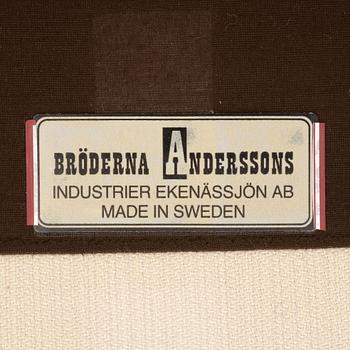 BRÖDERNA ANDERSSONS
INDUSTRIER EKENÄSSJÖN AB
MADE IN SWEDEN